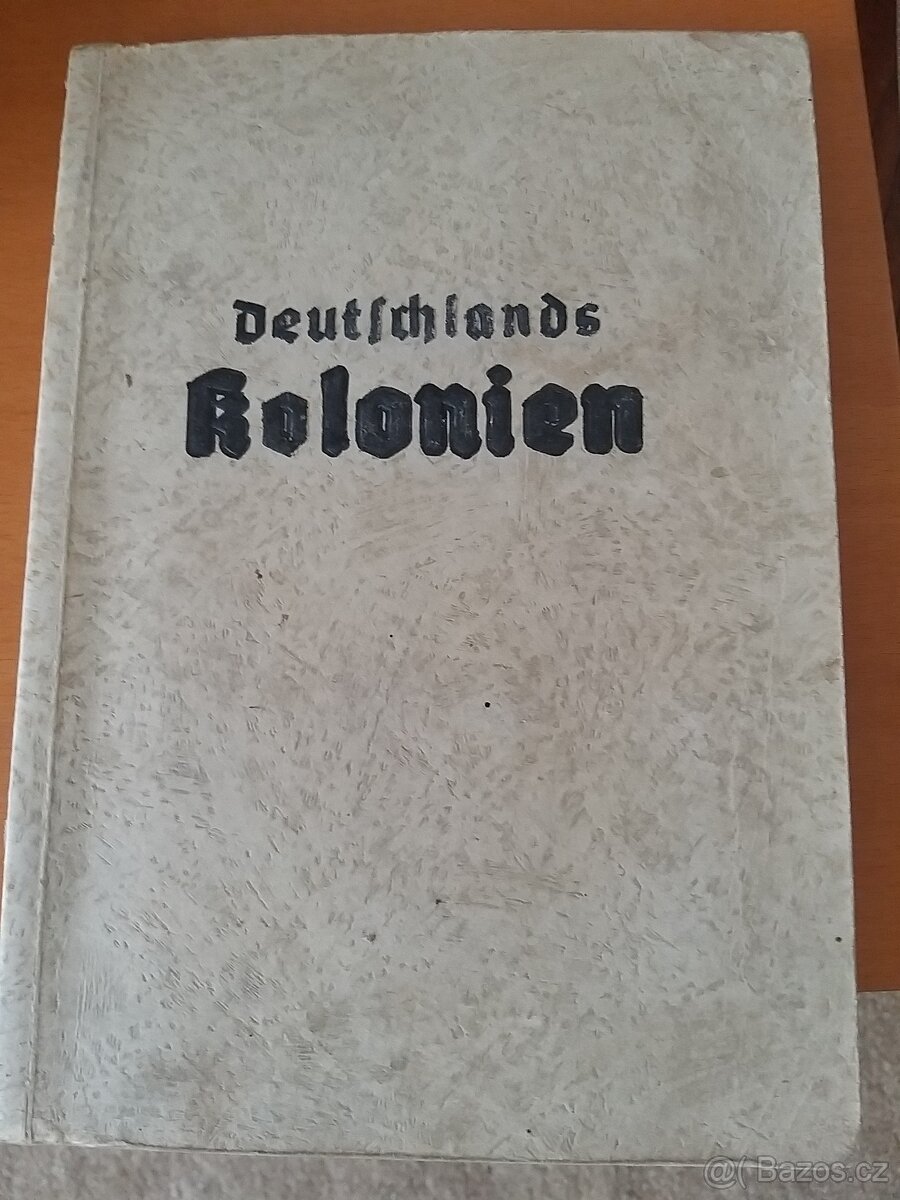 Deutſchlands
Kolonien
@( Bazos.cz